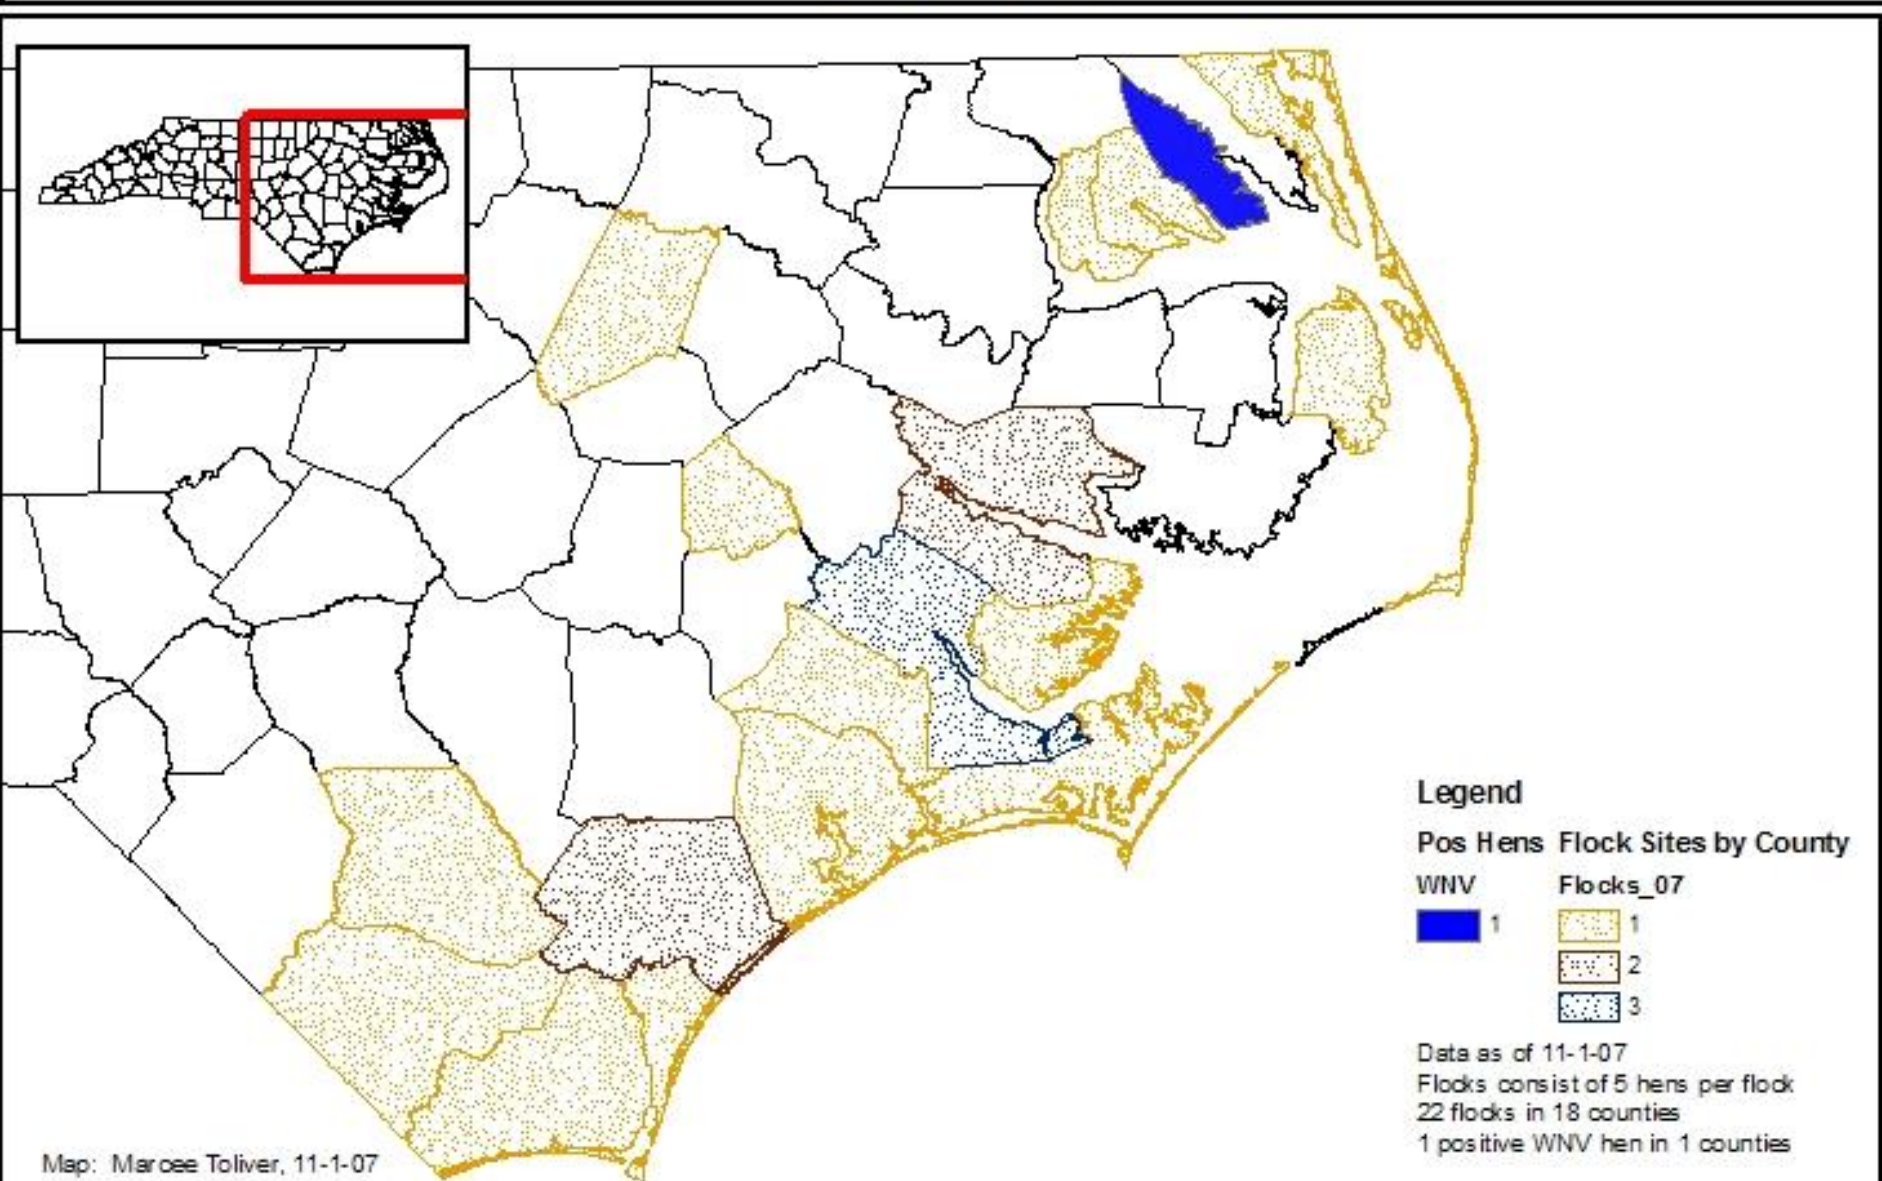 Legend
Pos Hens Flock Sites by County
WNV Flocks_07
1 1
2
3
Data as of 11-1-07
Flocks consist of 5 hens per flock
22 flocks in 18 counties
1 positive WNV hen in 1 counties
Map: Marcee Toliver, 11-1-07